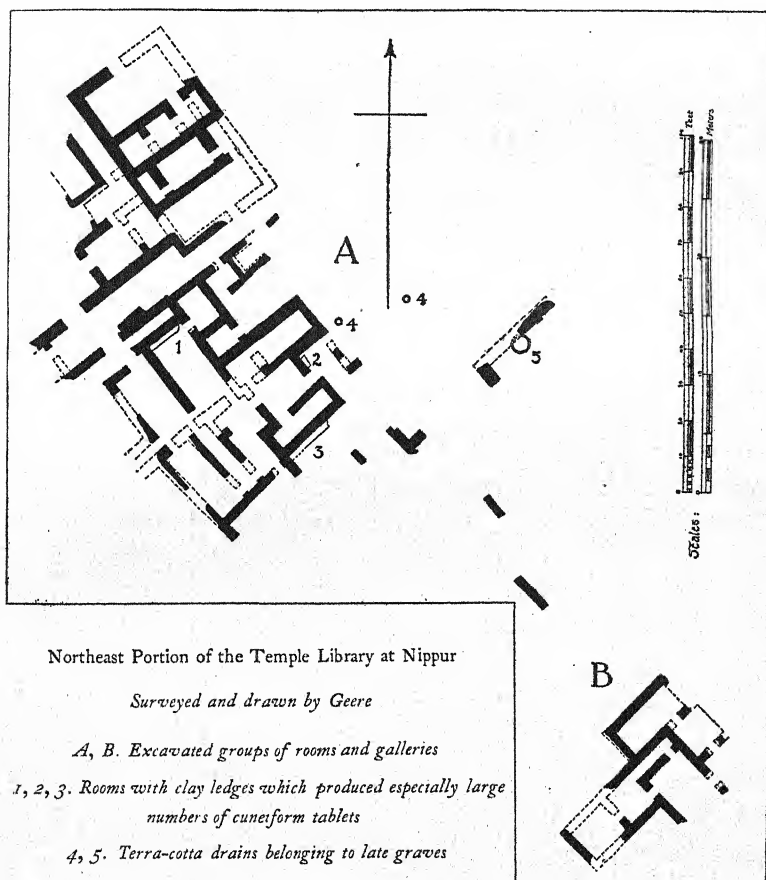 A
4
4
5
1
2
3
Feet
Meters
Scales:
B
Northeast Portion of the Temple Library at Nippur
Surveyed and drawn by Geere
A, B. Excavated groups of rooms and galleries
1, 2, 3. Rooms with clay ledges which produced especially large
numbers of cuneiform tablets
4, 5. Terra-cotta drains belonging to late graves